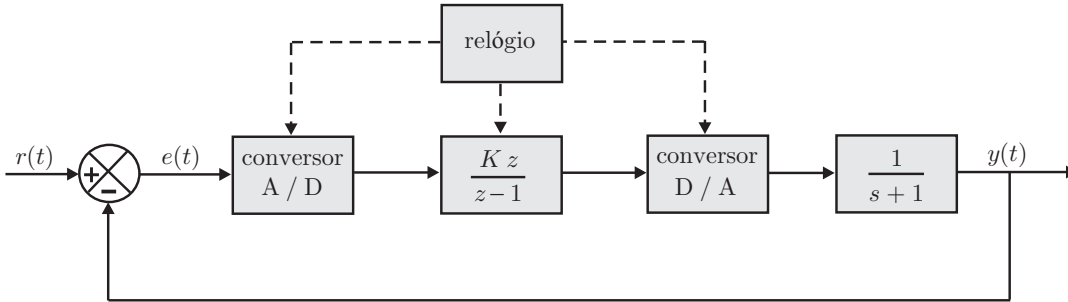 relógio
r(t)
e(t)
+
−
conversor
A / D
K z
z − 1
conversor
D / A
1
s + 1
y(t)